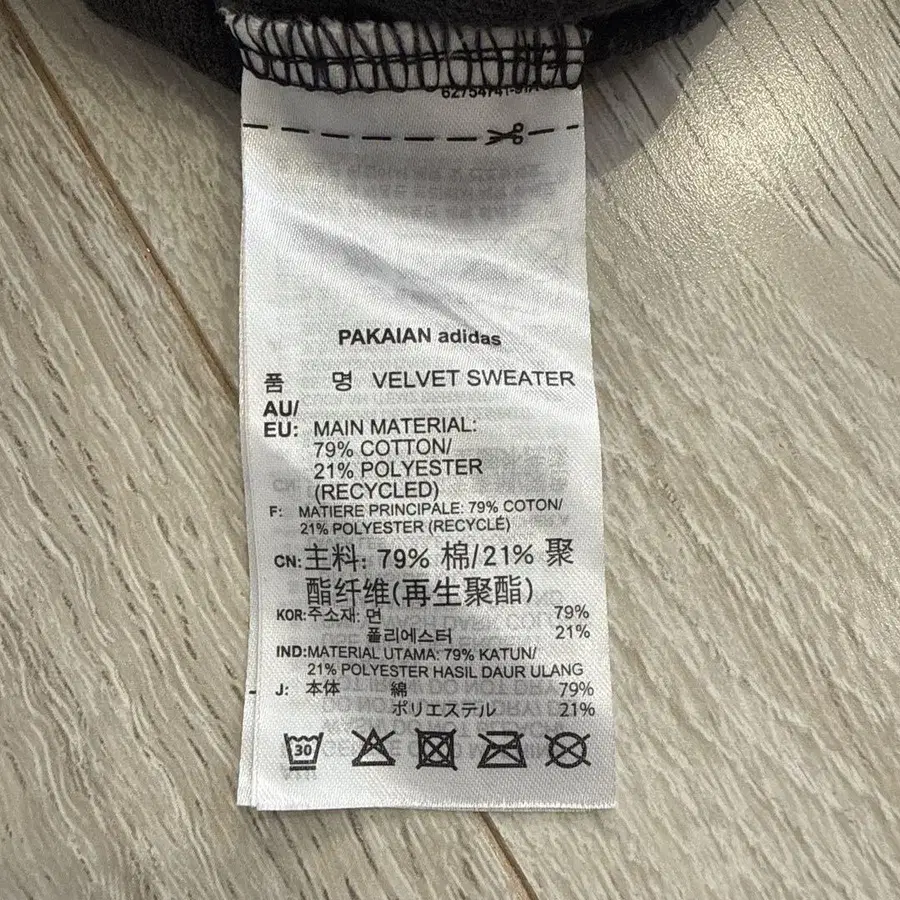 PAKAIAN adidas
품 명 VELVET SWEATER
AU/
EU: MAIN MATERIAL:
79% COTTON/
21% POLYESTER
(RECYCLED)
F: MATIERE PRINCIPALE: 79% COTON/
21% POLYESTER (RECYCLÉ)
CN: 主料: 79% 棉/21% 聚
酯纤维(再生聚酯)
KOR: 주소재: 면 79%
폴리에스터 21%
IND: MATERIAL UTAMA: 79% KATUN/
21% POLYESTER HASIL DAUR ULANG
J: 本体 綿 79%
ポリエステル 21%
30